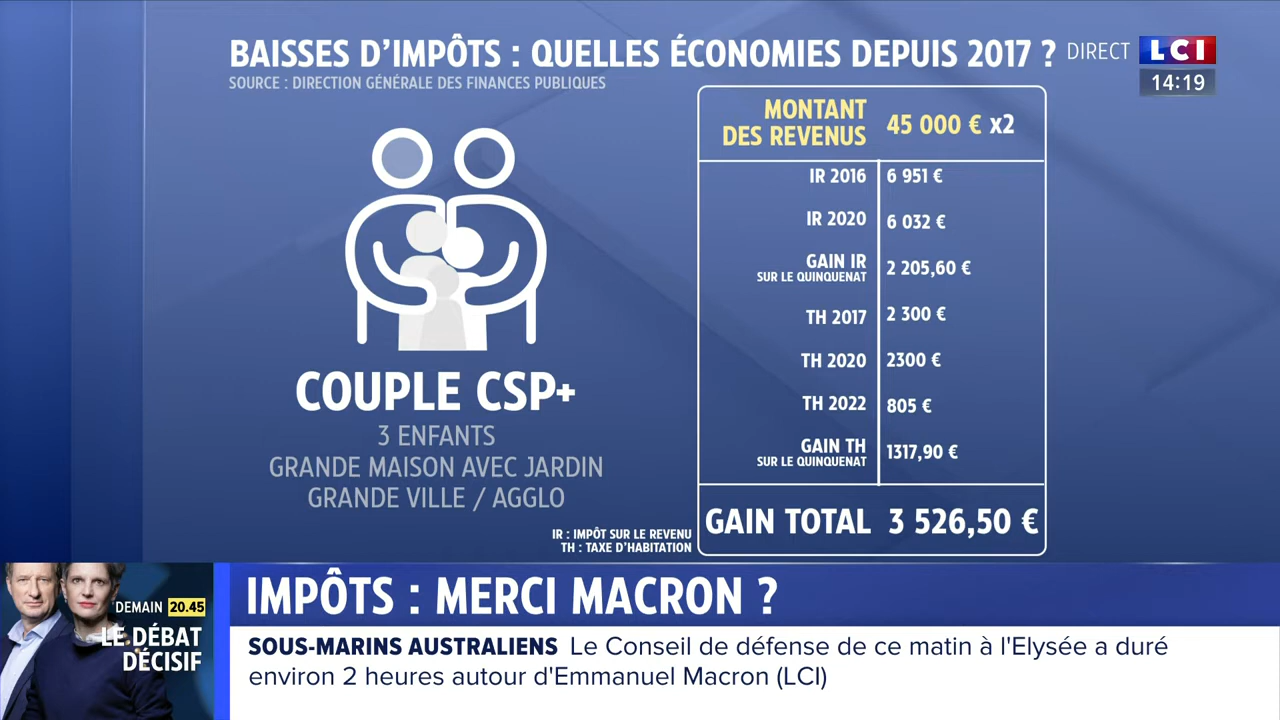 BAISSES D'IMPÔTS : QUELLES ÉCONOMIES DEPUIS 2017 ?
DIRECT
LCI
14:19
SOURCE : DIRECTION GÉNÉRALE DES FINANCES PUBLIQUES
MONTANT
DES REVENUS
45 000 € x2
IR 2016 6 951 €
IR 2020 6 032 €
GAIN IR
SUR LE QUINQUENAT
2 205,60 €
TH 2017 2 300 €
TH 2020 2300 €
TH 2022 805 €
GAIN TH
SUR LE QUINQUENAT
1317,90 €
GAIN TOTAL 3 526,50 €
COUPLE CSP+
3 ENFANTS
GRANDE MAISON AVEC JARDIN
GRANDE VILLE / AGGLO
IR : IMPÔT SUR LE REVENU
TH : TAXE D'HABITATION
DEMAIN 20.45
LE DÉBAT
DÉCISIF
IMPÔTS : MERCI MACRON ?
SOUS-MARINS AUSTRALIENS Le Conseil de défense de ce matin à l'Elysée a duré
environ 2 heures autour d'Emmanuel Macron (LCI)